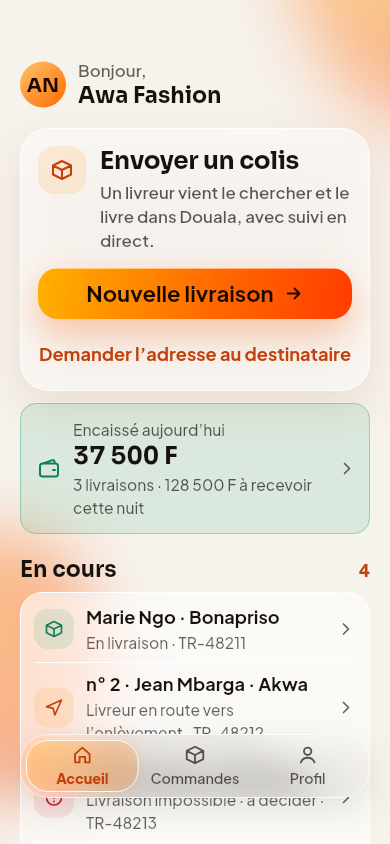 AN
Bonjour,
Awa Fashion
Envoyer un colis
Un livreur vient le chercher et le
livre dans Douala, avec suivi en
direct.
Nouvelle livraison →
Demander l’adresse au destinataire
Encaissé aujourd’hui
37 500 F
3 livraisons · 128 500 F à recevoir
cette nuit
En cours
4
Marie Ngo · Bonapriso
En livraison · TR-48211
n° 2 · Jean Mbarga · Akwa
Livreur en route vers
l’enlèvement · TR-48212
Livraison impossible · à décider ·
TR-48213
Accueil
Commandes
Profil